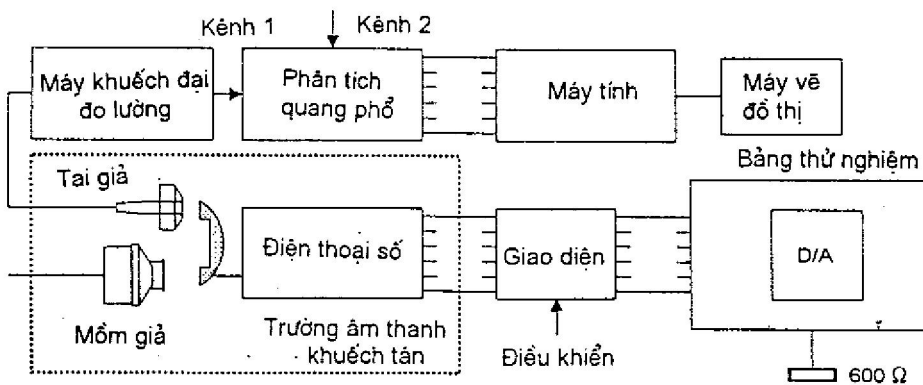 Kênh 1
Kênh 2
Máy khuếch đại
đo lường
Phân tích
quang phổ
Máy tính
Máy vẽ
đồ thị
Bảng thử nghiệm
Tai giả
Điện thoại số
Giao diện
D/A
Mồm giả
Trường âm thanh
khuếch tán
Điều khiển
600 Ω